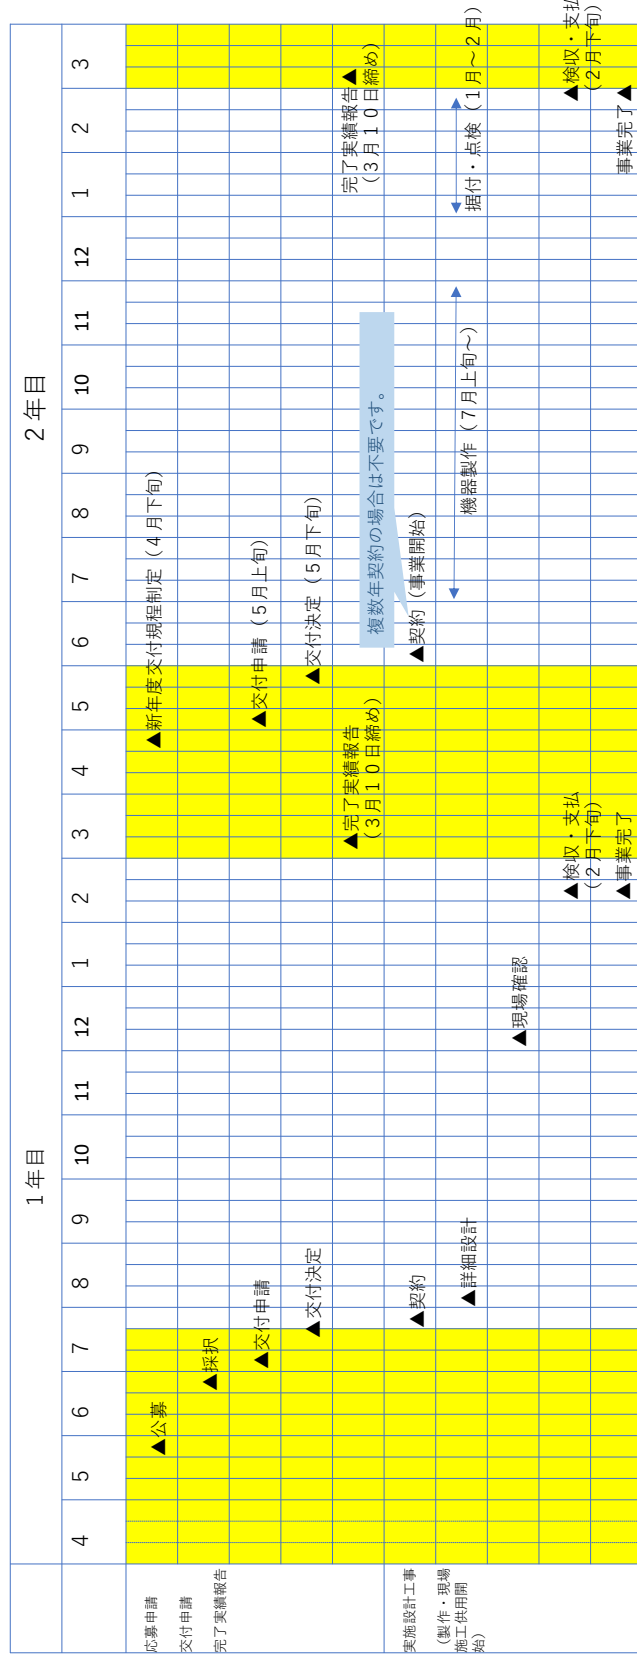 1年目
2年目
4 5 6 7 8 9 10 11 12 1 2 3 4 5 6 7 8 9 10 11 12 1 2 3
応募申請
交付申請
完了実績報告
▲公募
▲新年度交付規程制定（4月下旬）
▲採択
▲交付申請
▲交付申請（5月上旬）
▲交付決定
▲交付決定（5月下旬）
▲完了実績報告
（3月10日締め）
完了実績報告▲
（3月10日締め）
複数年契約の場合は不要です。
実施設計工事
（製作・現場
施工供用開
始）
▲契約
▲契約（事業開始）
▲詳細設計
機器製作（7月上旬～）
据付・点検（1月～2月）
▲現場確認
▲検収・支払
（2月下旬）
▲検収・支払
（2月下旬）
▲事業完了
事業完了▲